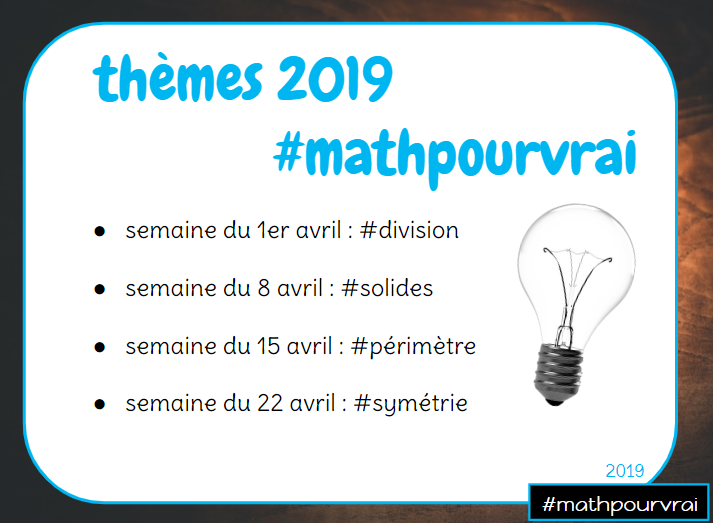 thèmes 2019
#mathpourvrai
● semaine du 1er avril : #division
● semaine du 8 avril : #solides
● semaine du 15 avril : #périmètre
● semaine du 22 avril : #symétrie
2019
#mathpourvrai